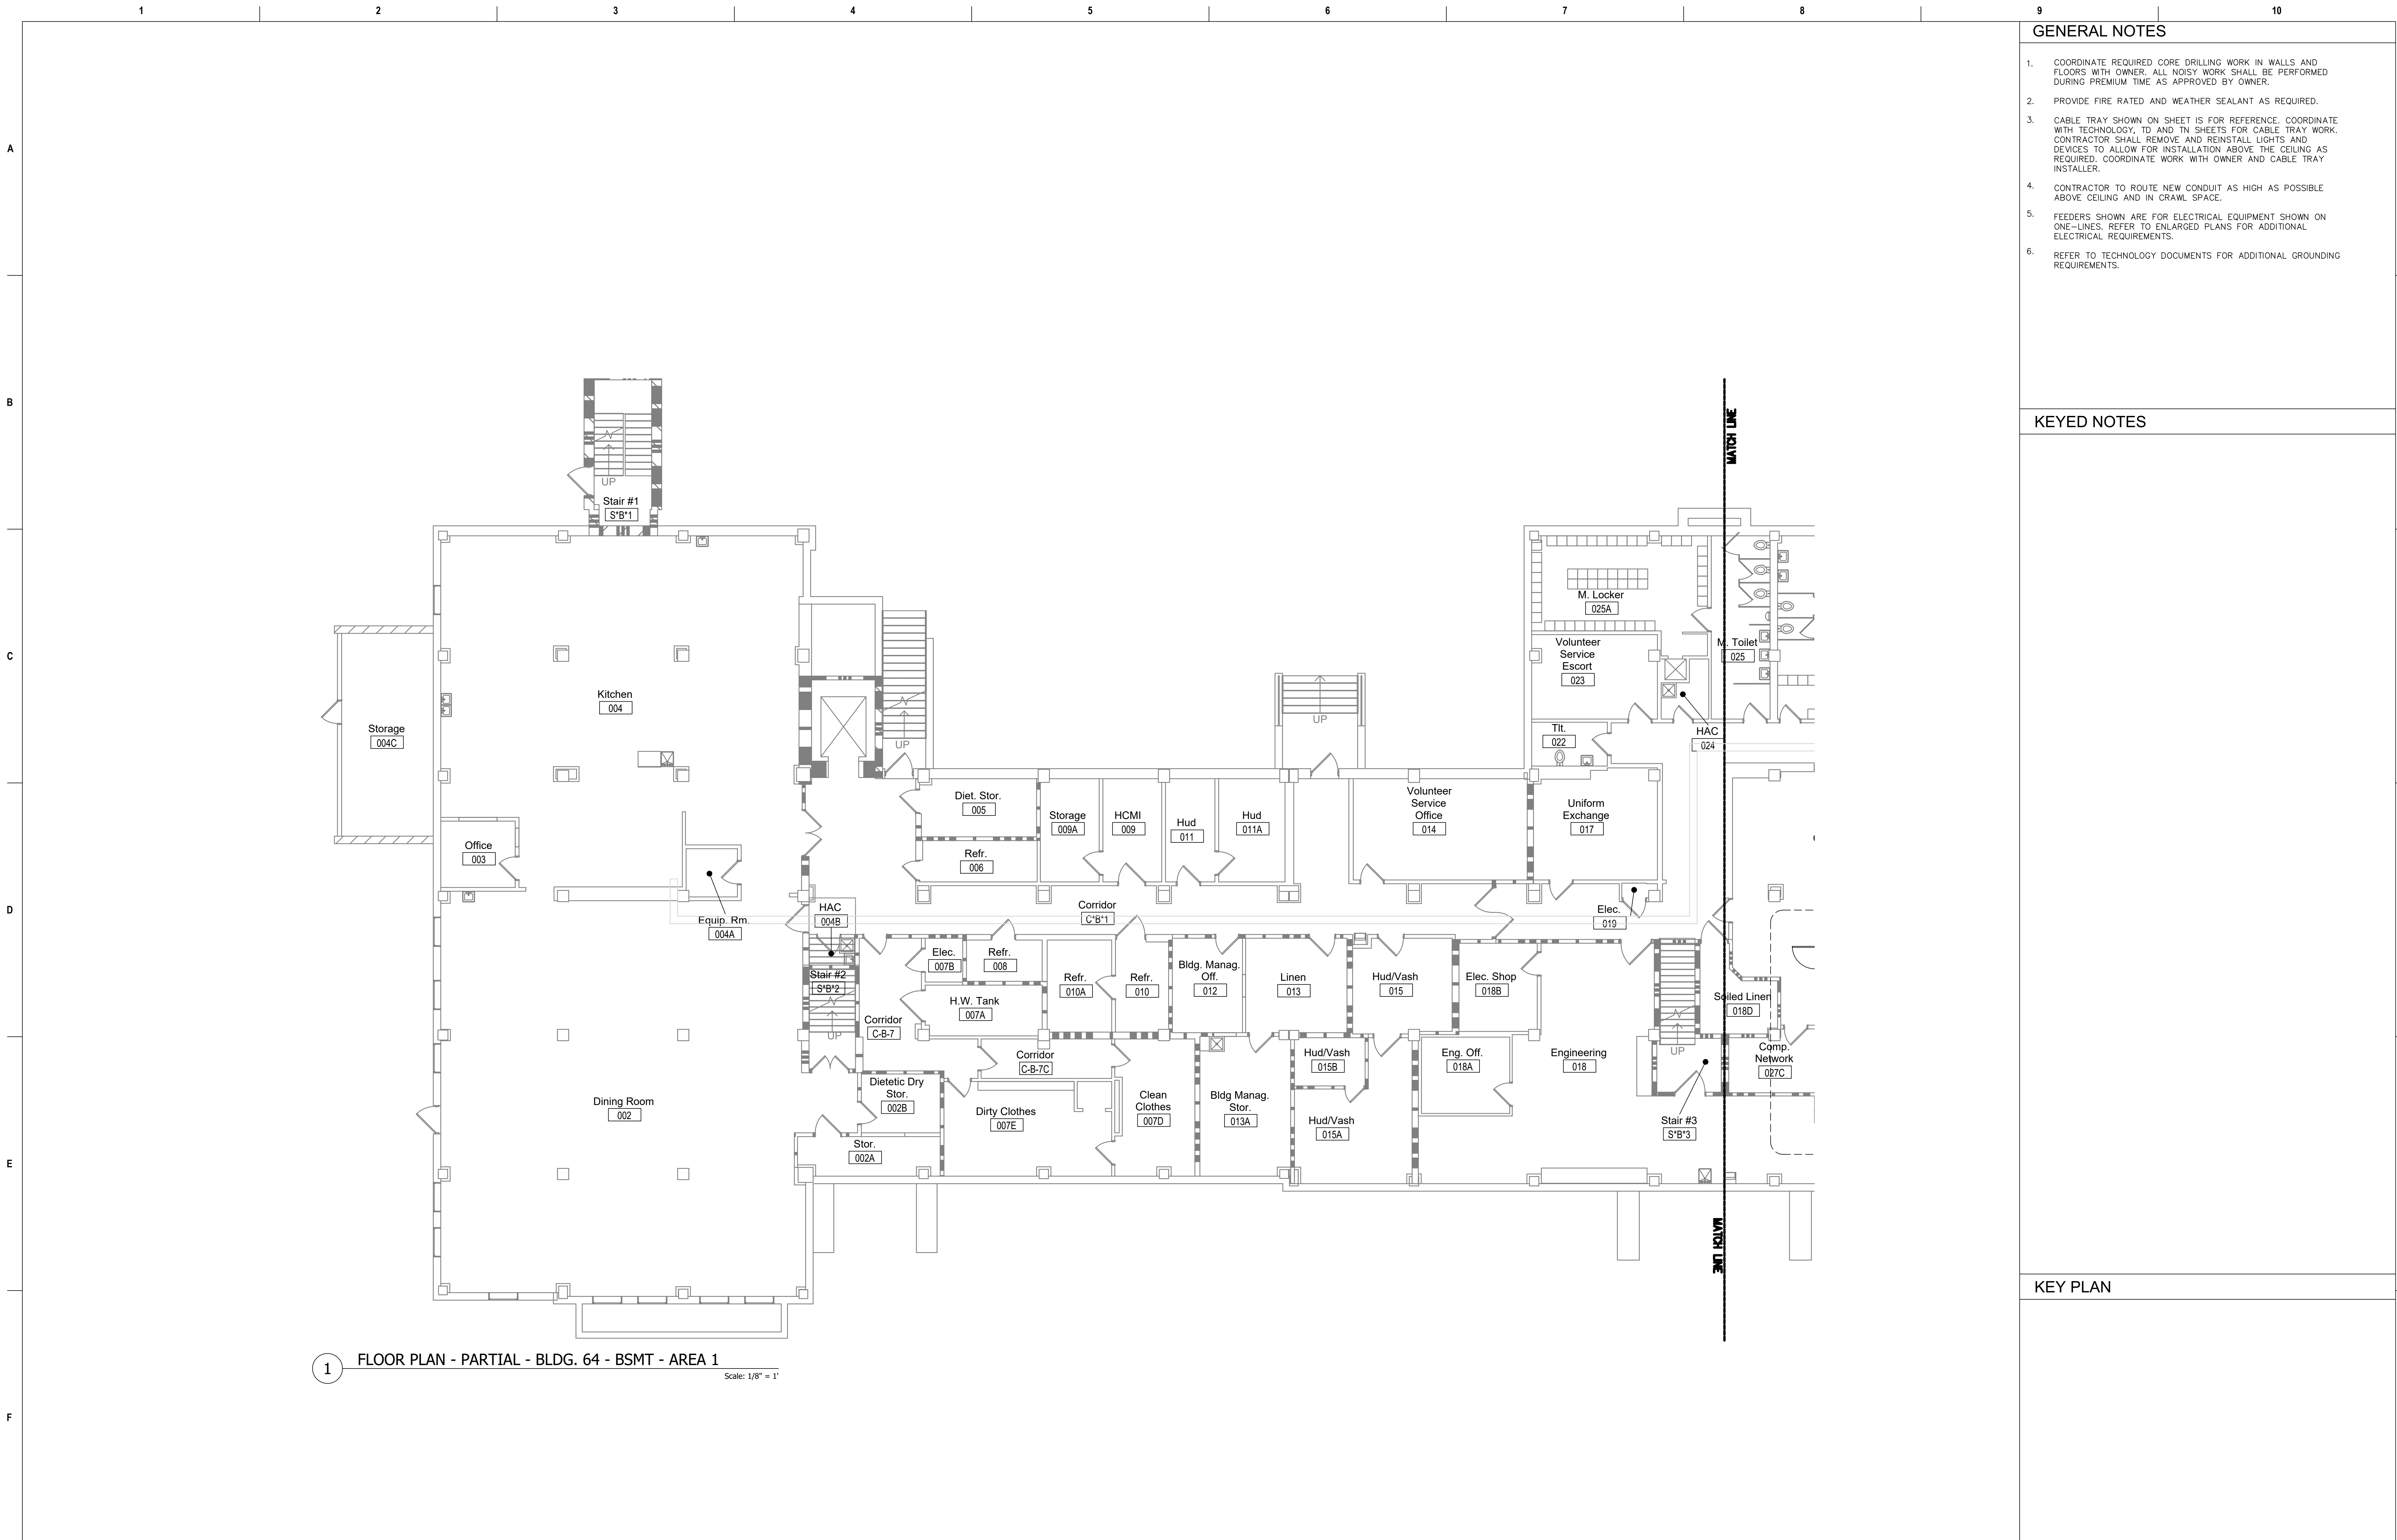 1 2 3 4 5 6 7 8 9 10
A
B
C
D
E
F
GENERAL NOTES
1. COORDINATE REQUIRED CORE DRILLING WORK IN WALLS AND
FLOORS WITH OWNER. ALL NOISY WORK SHALL BE PERFORMED
DURING PREMIUM TIME AS APPROVED BY OWNER.
2. PROVIDE FIRE RATED AND WEATHER SEALANT AS REQUIRED.
3. CABLE TRAY SHOWN ON SHEET IS FOR REFERENCE. COORDINATE
WITH TECHNOLOGY, TD AND TN SHEETS FOR CABLE TRAY WORK.
CONTRACTOR SHALL REMOVE AND REINSTALL LIGHTS AND
DEVICES TO ALLOW FOR INSTALLATION ABOVE THE CEILING AS
REQUIRED. COORDINATE WORK WITH OWNER AND CABLE TRAY
INSTALLER.
4. CONTRACTOR TO ROUTE NEW CONDUIT AS HIGH AS POSSIBLE
ABOVE CEILING AND IN CRAWL SPACE.
5. FEEDERS SHOWN ARE FOR ELECTRICAL EQUIPMENT SHOWN ON
ONE-LINES. REFER TO ENLARGED PLANS FOR ADDITIONAL
ELECTRICAL REQUIREMENTS.
6. REFER TO TECHNOLOGY DOCUMENTS FOR ADDITIONAL GROUNDING
REQUIREMENTS.
KEYED NOTES
KEY PLAN
MATCH LINE
UP
Stair #1
S*B*1
M. Locker
025A
Volunteer
Service
Escort
023
M. Toilet
025
Kitchen
004
Storage
004C
UP
UP
Tlt.
022
HAC
024
Diet. Stor.
005
Storage
009A
HCMI
009
Hud
011
Hud
011A
Volunteer
Service
Office
014
Uniform
Exchange
017
Office
003
Refr.
006
Equip. Rm.
004A
HAC
004B
Corridor
C*B*1
Elec.
019
Elec.
007B
Refr.
008
Stair #2
S*B*2
Refr.
010A
Refr.
010
Bldg. Manag.
Off.
012
Linen
013
Hud/Vash
015
Elec. Shop
018B
Soiled Linen
018D
H.W. Tank
007A
Corridor
C-B-7
UP
Corridor
C-B-7C
Hud/Vash
015B
Eng. Off.
018A
Engineering
018
UP
Comp.
Network
027C
Dining Room
002
Dietetic Dry
Stor.
002B
Dirty Clothes
007E
Clean
Clothes
007D
Bldg Manag.
Stor.
013A
Hud/Vash
015A
Stair #3
S*B*3
Stor.
002A
MATCH LINE
1
FLOOR PLAN - PARTIAL - BLDG. 64 - BSMT - AREA 1
Scale: 1/8" = 1'